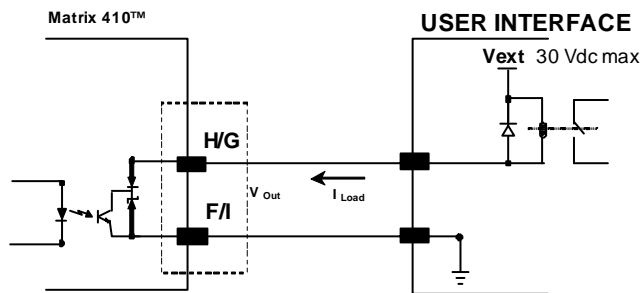 Matrix 410™
USER INTERFACE
Vext 30 Vdc max
H/G
V Out
I Load
F/I